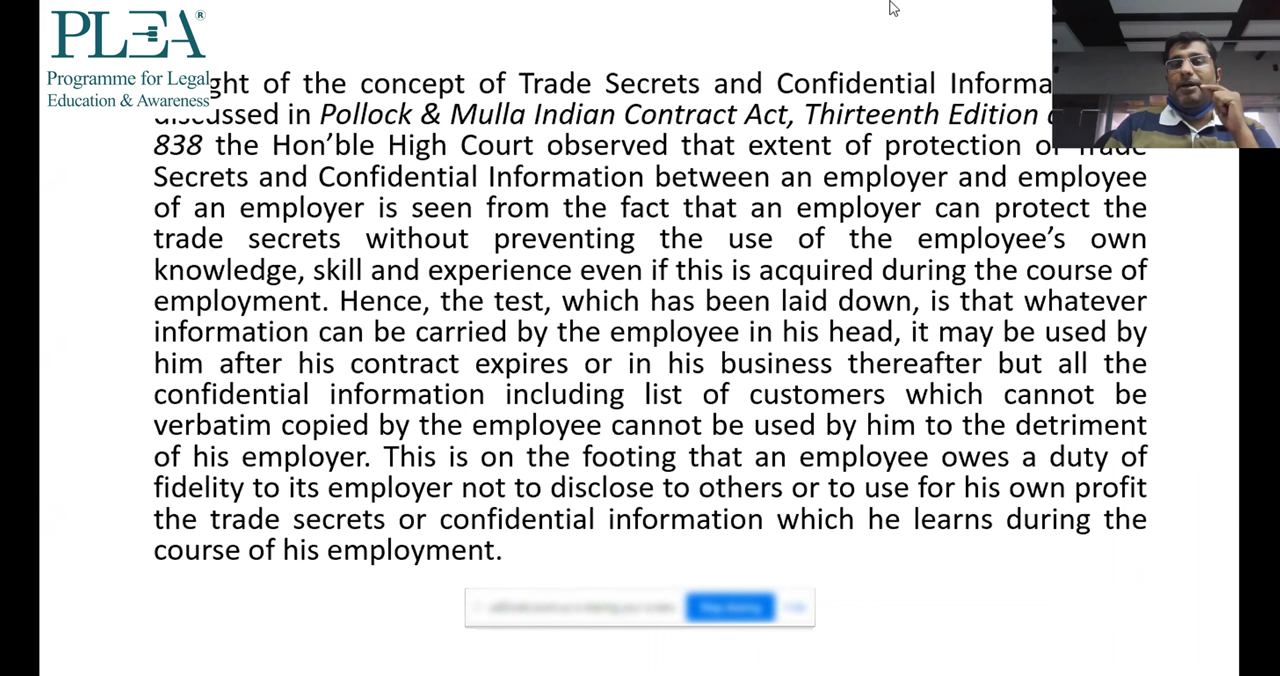 PLEA®
Programme for Legal
Education & Awareness
ght of the concept of Trade Secrets and Confidential Informa
discussed in Pollock & Mulla Indian Contract Act, Thirteenth Edition
838 the Hon’ble High Court observed that extent of protection of Trade
Secrets and Confidential Information between an employer and employee
of an employer is seen from the fact that an employer can protect the
trade secrets without preventing the use of the employee’s own
knowledge, skill and experience even if this is acquired during the course of
employment. Hence, the test, which has been laid down, is that whatever
information can be carried by the employee in his head, it may be used by
him after his contract expires or in his business thereafter but all the
confidential information including list of customers which cannot be
verbatim copied by the employee cannot be used by him to the detriment
of his employer. This is on the footing that an employee owes a duty of
fidelity to its employer not to disclose to others or to use for his own profit
the trade secrets or confidential information which he learns during the
course of his employment.